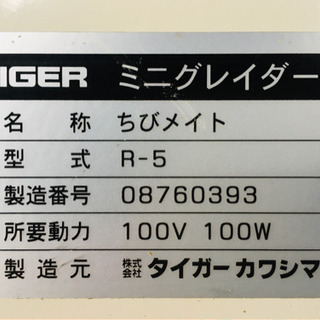 IGER ミニグレイダー
名称 ちびメイト
型式 R-5
製造番号 08760393
所要動力 100V 100W
製造元 株式会社 タイガーカワシマ